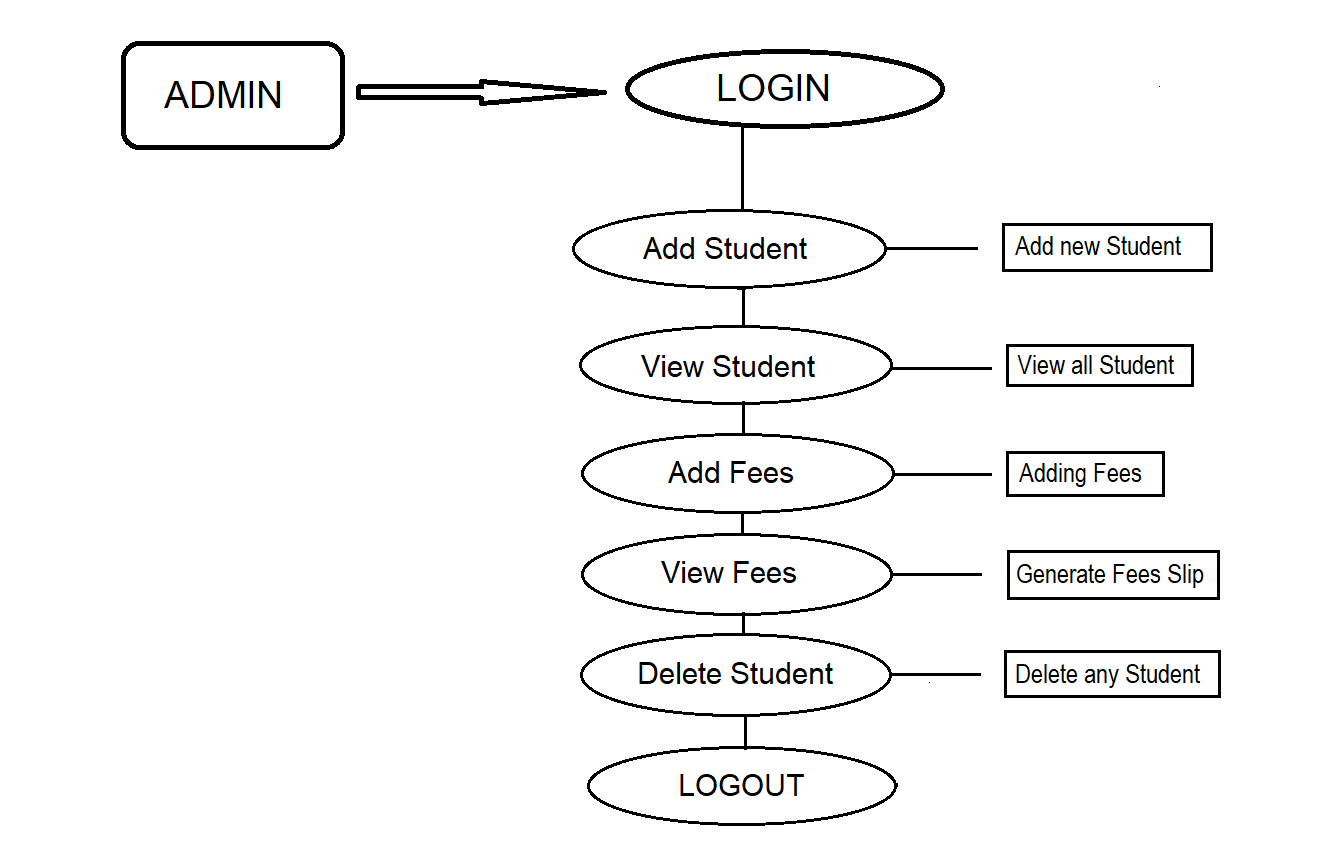 ADMIN
LOGIN
Add Student
Add new Student
View Student
View all Student
Add Fees
Adding Fees
View Fees
Generate Fees Slip
Delete Student
Delete any Student
LOGOUT